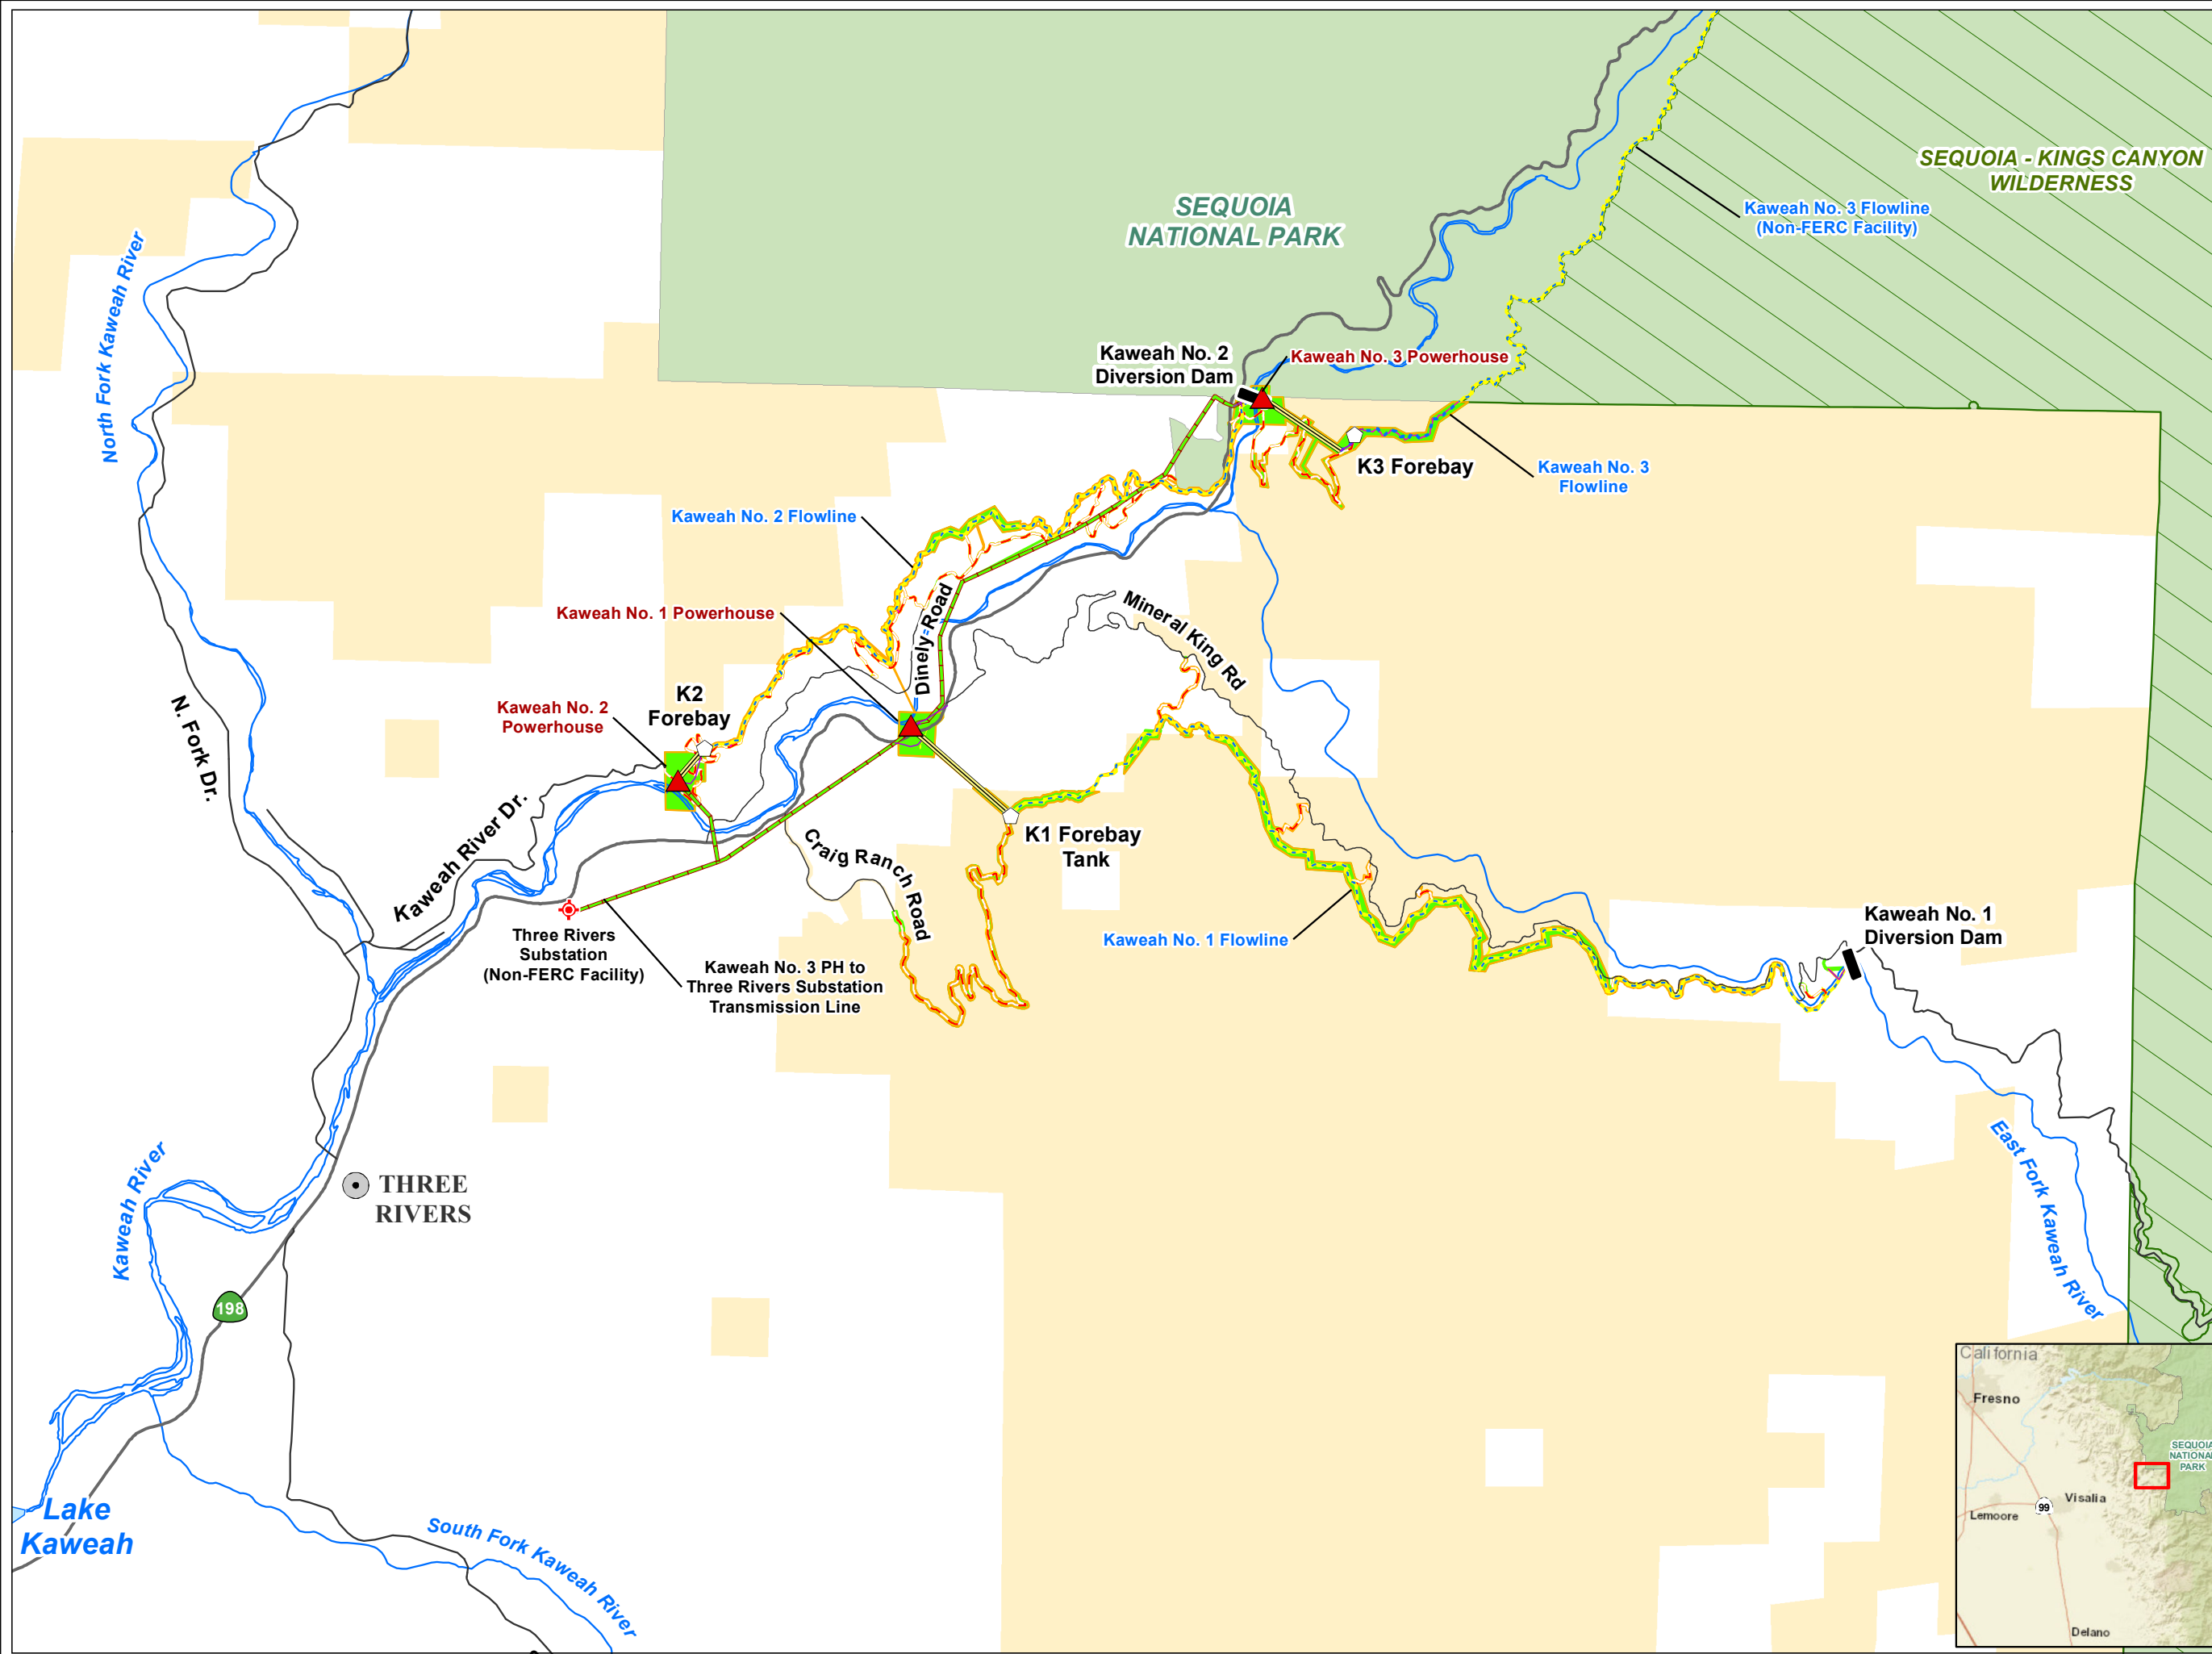 SEQUOIA - KINGS CANYON
WILDERNESS
SEQUOIA
NATIONAL PARK
Kaweah No. 3 Flowline
(Non-FERC Facility)
North Fork Kaweah River
Kaweah No. 2
Diversion Dam
Kaweah No. 3 Powerhouse
K3 Forebay
Kaweah No. 3
Flowline
Kaweah No. 2 Flowline
Kaweah No. 1 Powerhouse
Dinely Road
Mineral King Rd
K2
Forebay
Kaweah No. 2
Powerhouse
N. Fork Dr.
Kaweah River Dr.
Craig Ranch Road
K1 Forebay
Tank
Kaweah No. 1 Flowline
Kaweah No. 1
Diversion Dam
Three Rivers
Substation
(Non-FERC Facility)
Kaweah No. 3 PH to
Three Rivers Substation
Transmission Line
East Fork Kaweah River
Kaweah River
THREE
RIVERS
198
Lake
Kaweah
South Fork Kaweah River
California
Fresno
SEQUOIA
NATIONAL
PARK
Visalia
99
Lemoore
Delano